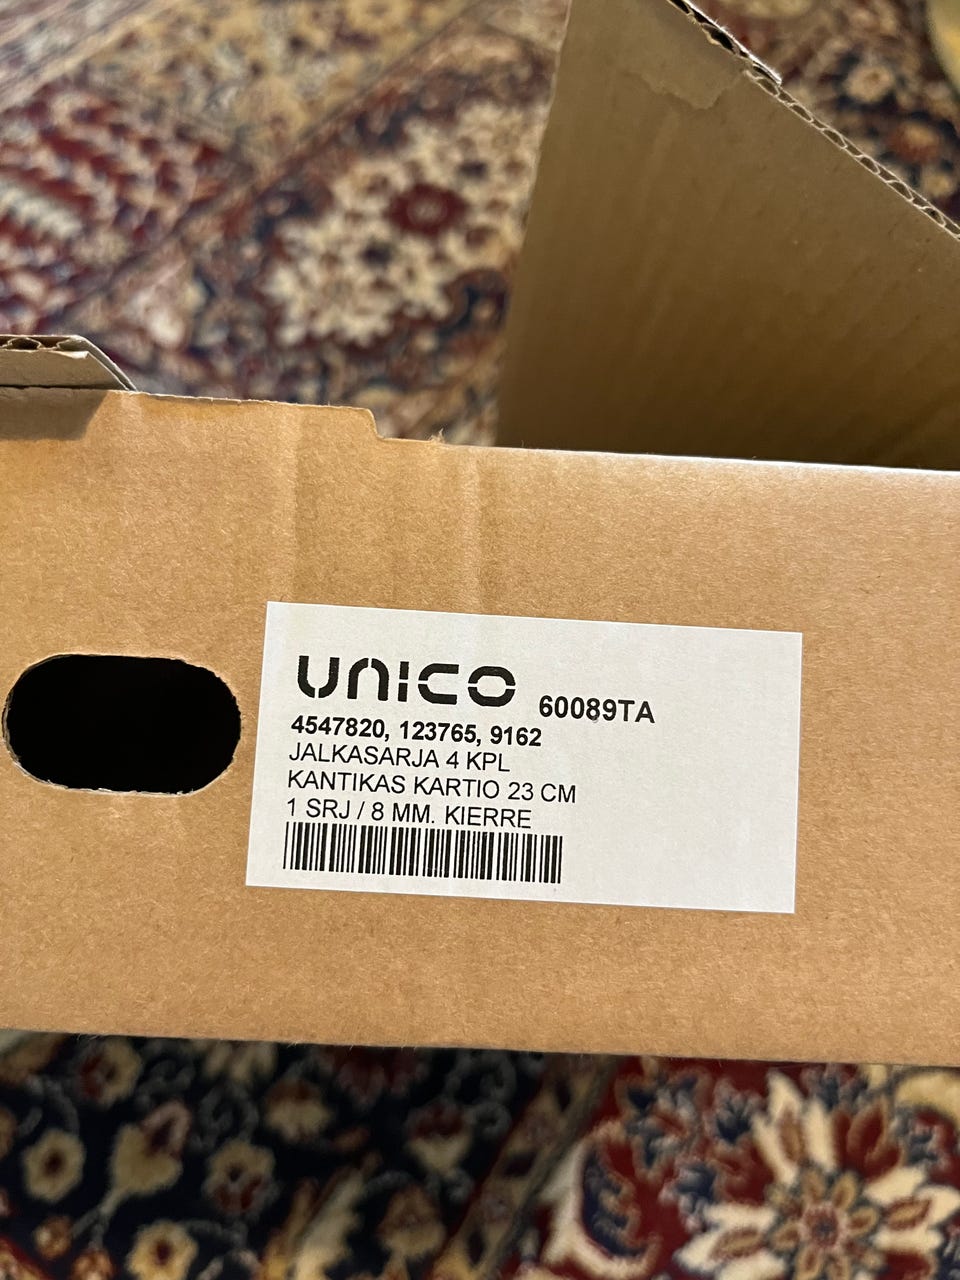 UNICO 60089TA
4547820, 123765, 9162
JALKASARJA 4 KPL
KANTIKAS KARTIO 23 CM
1 SRJ / 8 MM. KIERRE